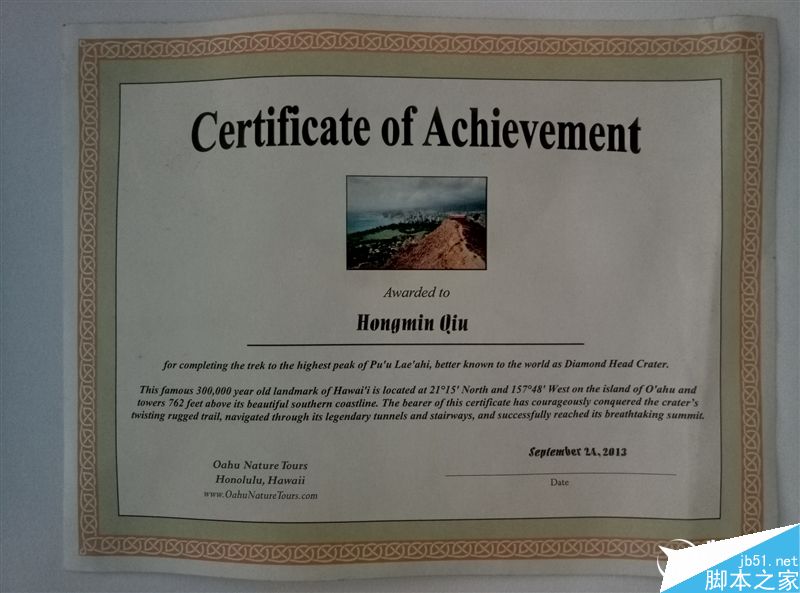 Certificate of Achievement
Awarded to
Hongmin Qiu
for completing the trek to the highest peak of Pu'u Lae'ahi, better known to the world as Diamond Head Crater.
This famous 300,000 year old landmark of Hawai'i is located at 21°15' North and 157°48' West on the island of O'ahu and
towers 762 feet above its beautiful southern coastline. The bearer of this certificate has courageously conquered the crater's
twisting rugged trail, navigated through its legendary tunnels and stairways, and successfully reached its breathtaking summit.
September 24, 2013
Date
Oahu Nature Tours
Honolulu, Hawaii
www.OahuNatureTours.com
jb51.net
脚本之家